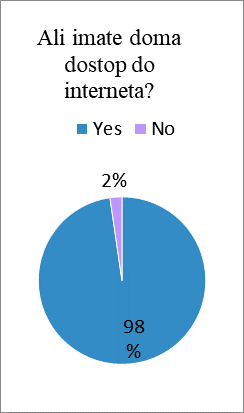 Ali imate doma
dostop do
interneta?
Yes No
2%
98
%